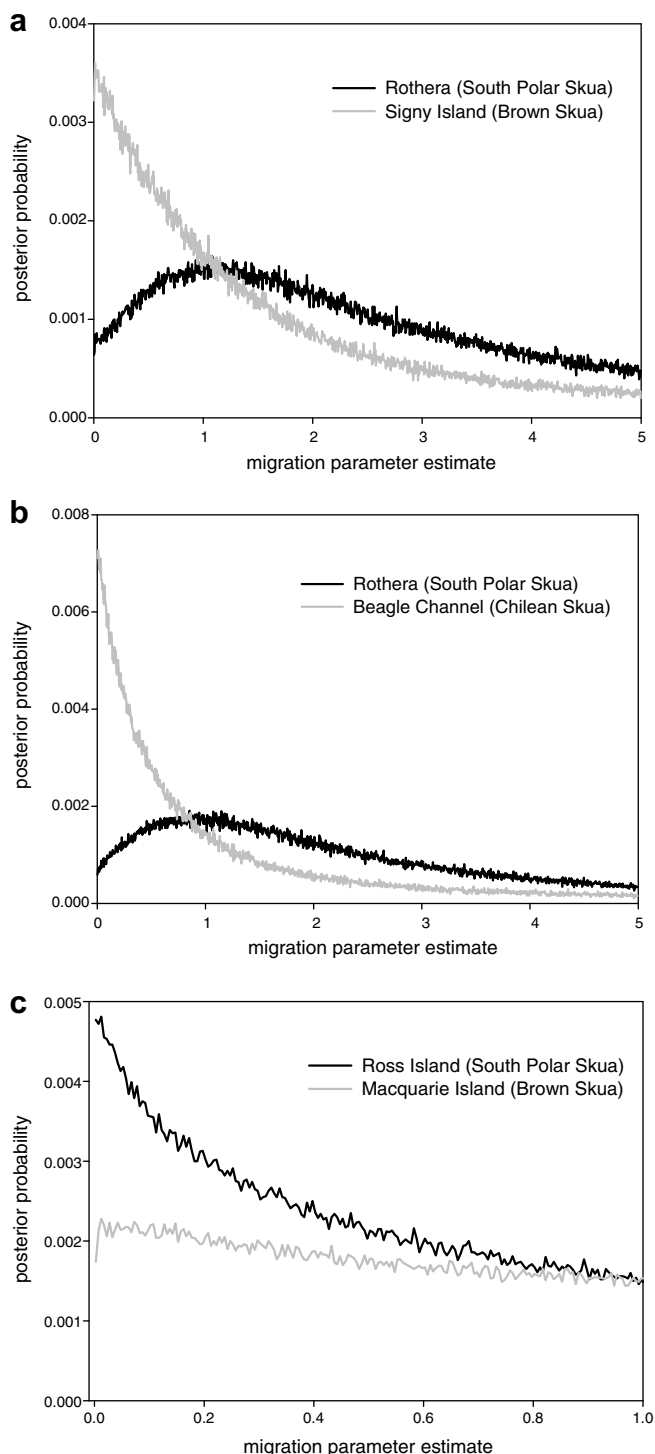 a
0.004
0.003
0.002
0.001
0.000
posterior probability
Rothera (South Polar Skua)
Signy Island (Brown Skua)
0 1 2 3 4 5
migration parameter estimate
b
0.008
0.006
0.004
0.002
0.000
posterior probability
Rothera (South Polar Skua)
Beagle Channel (Chilean Skua)
0 1 2 3 4 5
migration parameter estimate
c
0.005
0.004
0.003
0.002
0.001
0.000
posterior probability
Ross Island (South Polar Skua)
Macquarie Island (Brown Skua)
0.0 0.2 0.4 0.6 0.8 1.0
migration parameter estimate